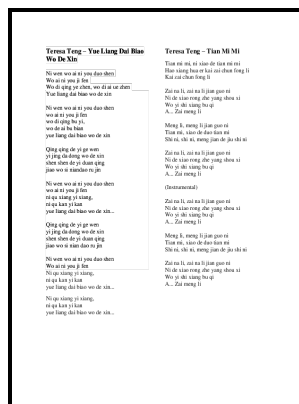 Teresa Teng – Yue Liang Dai Biao
Wo De Xin
Ni wen wo ai ni you duo shen
Wo ai ni you ji fen
Wo di qing ye zhen, wo di ai ye zhen
Yue liang dai biao wo de xin
Ni wen wo ai ni you duo shen
wo ai ni you ji fen
wo di qing bu yi,
wo de ai bu bian
yue liang dai biao wo de xin
Qing qing de yi ge wen
yi jing da dong wo de xin
shen shen de yi duan qing
jiao wo si nian dao ru jin
Ni wen wo ai ni you duo shen
wo ai ni you ji fen
ni qu xiang yi xiang,
ni qu kan yi kan
yue liang dai biao wo de xin...
Qing qing de yi ge wen
yi jing da dong wo de xin
shen shen de yi duan qing
jiao wo si nian dao ru jin
Ni wen wo ai ni you duo shen
Wo ai ni you ji fen
Ni qu xiang yi xiang,
ni qu kan yi kan
yue liang dai biao wo de xin...
Ni qu xiang yi xiang,
ni qu kan yi kan
yue liang dai biao wo de xin...
Teresa Teng – Tian Mi Mi
Tian mi mi, ni xiao de tian mi mi
Hao xiang hua er kai zai chun feng li
Kai zai chun feng li
Zai na li, zai na li jian guo ni
Ni de xiao rong zhe yang shou xi
Wo yi shi xiang bu qi
A... Zai meng li
Meng li, meng li jian guo ni
Tian mi, xiao de duo tian mi
Shi ni, shi ni, meng jian de jiu shi ni
Zai na li, zai na li jian guo ni
Ni de xiao rong zhe yang shou xi
Wo yi shi xiang bu qi
A... Zai meng li
(Instrumental)
Zai na li, zai na li jian guo ni
Ni de xiao rong zhe yang shou xi
Wo yi shi xiang bu qi
A... Zai meng li
Meng li, meng li jian guo ni
Tian mi, xiao de duo tian mi
Shi ni, shi ni, meng jian de jiu shi ni
Zai na li, zai na li jian guo ni
Ni de xiao rong zhe yang shou xi
Wo yi shi xiang bu qi
A... Zai meng li